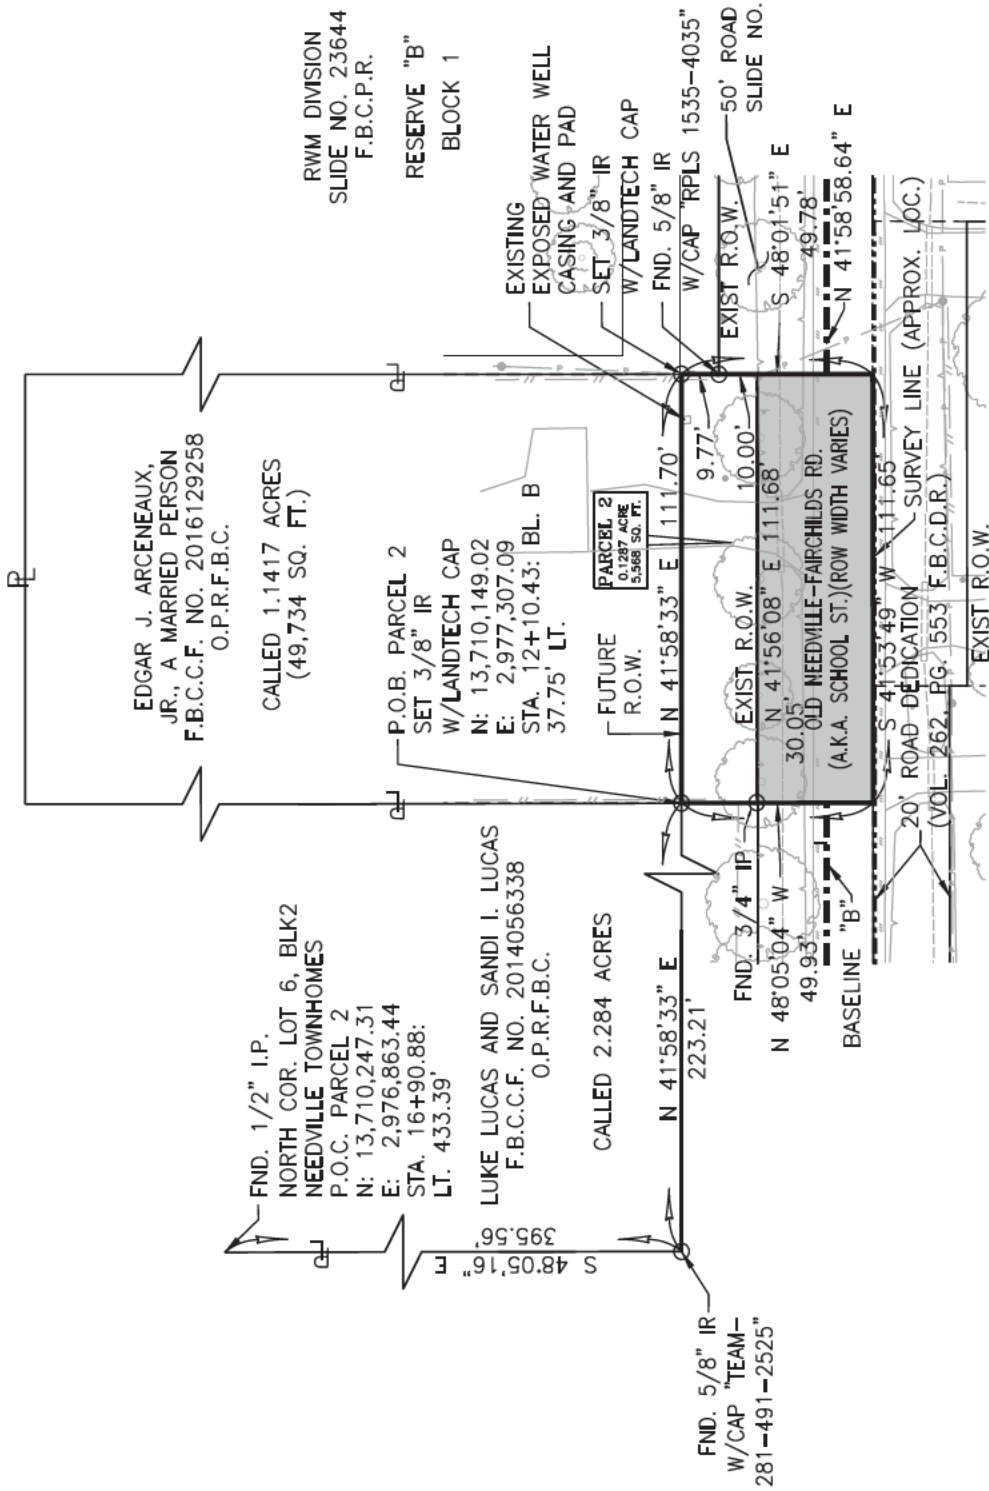 RWM DIVISION
SLIDE NO. 23644
F.B.C.P.R.
RESERVE "B"
BLOCK 1
EDGAR J. ARCENEAUX,
JR., A MARRIED PERSON
F.B.C.C.F. NO. 2016129258
O.P.R.F.B.C.
CALLED 1.1417 ACRES
(49,734 SQ. FT.)
EXISTING
EXPOSED WATER WELL
CASING AND PAD
SET 3/8" IR
W/LANDTECH CAP
FND. 5/8" IR
W/CAP "RPLS 1535-4035"
50' ROAD
SLIDE NO.
P.O.B. PARCEL 2
SET 3/8" IR
W/LANDTECH CAP
N: 13,710,149.02
E: 2,977,307.09
STA. 12+10.43: BL. B
37.75' LT.
PARCEL 2
0.1287 ACRE
5,568 SQ. FT.
FUTURE
R.O.W.
N 41°58'33" E 111.70'
9.77'
10.00'
EXIST R.O.W.
EXIST R.O.W.
S 48°01'51" E
49.78'
N 41°56'08" E 111.68'
30.05'
OLD NEEDVILLE-FAIRCHILDS RD.
(A.K.A. SCHOOL ST.)(ROW WIDTH VARIES)
N 41°58'58.64" E
S 41°53'49" W 111.65
SURVEY LINE (APPROX. LOC.)
20' ROAD DEDICATION
(VOL. 262, PG. 553 F.B.C.D.R.)
EXIST R.O.W.
FND. 1/2" I.P.
NORTH COR. LOT 6, BLK2
NEEDVILLE TOWNHOMES
P.O.C. PARCEL 2
N: 13,710,247.31
E: 2,976,863.44
STA. 16+90.88:
LT. 433.39'
LUKE LUCAS AND SANDI I. LUCAS
F.B.C.C.F. NO. 2014056338
O.P.R.F.B.C.
CALLED 2.284 ACRES
S 48°05'16" E
395.56'
N 41°58'33" E
223.21'
FND. 3/4" IP
N 48°05'04" W
49.93'
BASELINE "B"
FND. 5/8" IR
W/CAP "TEAM-
281-491-2525"